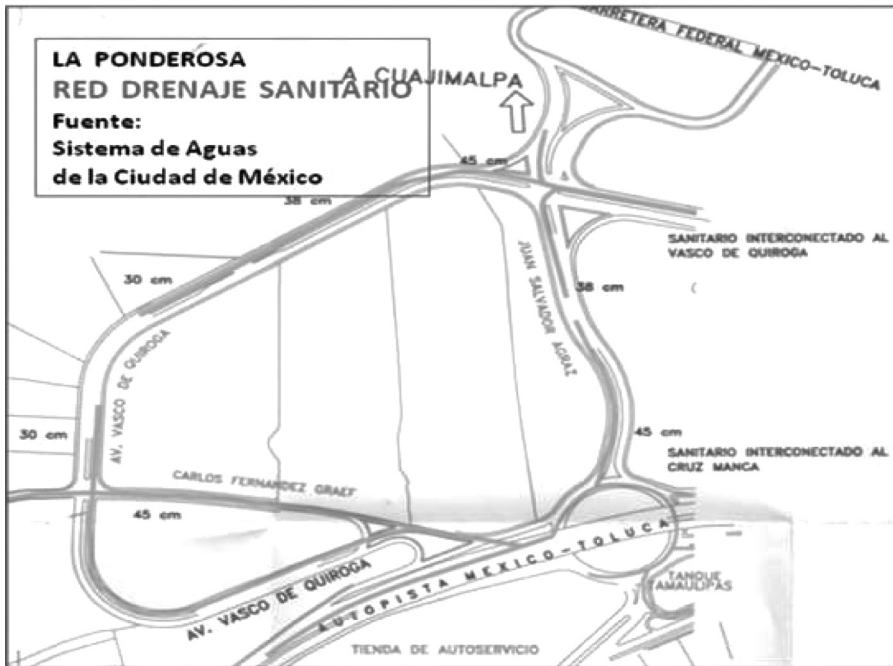 LA PONDEROSA
RED DRENAJE SANITARIO
Fuente:
Sistema de Aguas
de la Ciudad de México
CARRETERA FEDERAL MEXICO-TOLUCA
A CUAJIMALPA
45 cm
38 cm
SANITARIO INTERCONECTADO AL
VASCO DE QUIROGA
30 cm
JUAN SALVADOR AGRAZ
38 cm
AV. VASCO DE QUIROGA
30 cm
45 cm
SANITARIO INTERCONECTADO AL
CRUZ MANCA
CARLOS FERNANDEZ GRAEF
45 cm
AV. VASCO DE QUIROGA
AUTOPISTA MEXICO-TOLUCA
TANQUE
TAMAULIPAS
TIENDA DE AUTOSERVICIO